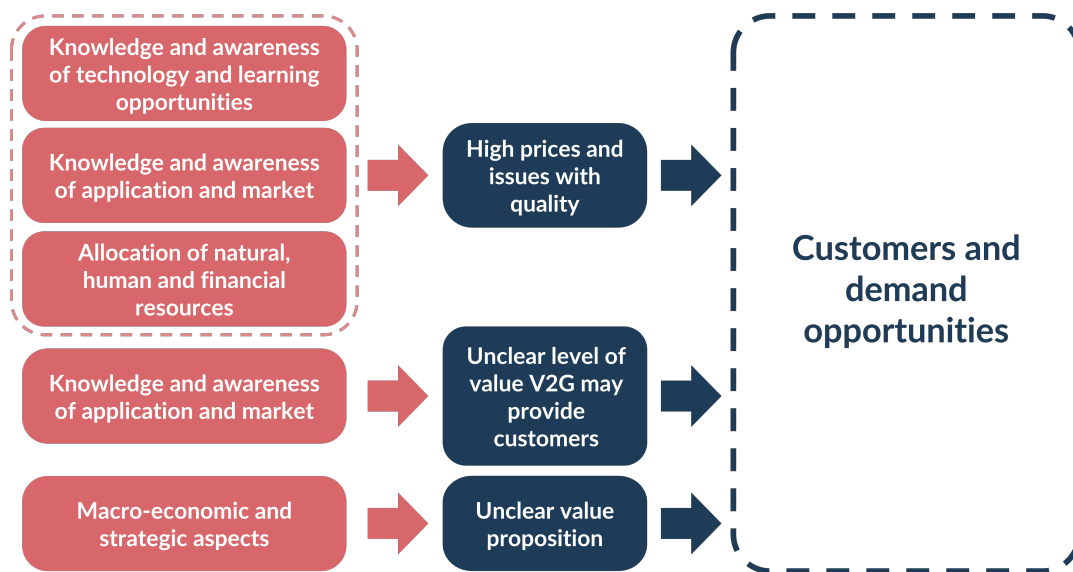 Knowledge and awareness
of technology and learning
opportunities
Knowledge and awareness
of application and market
Allocation of natural,
human and financial
resources
High prices and
issues with
quality
Knowledge and awareness
of application and market
Unclear level of
value V2G may
provide
customers
Macro-economic and
strategic aspects
Unclear value
proposition
Customers and
demand
opportunities